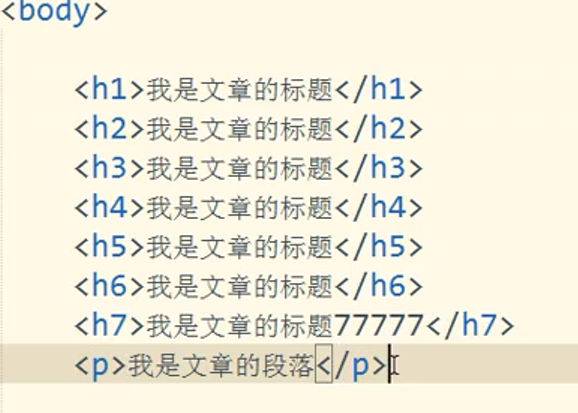 <body>
<h1>我是文章的标题</h1>
<h2>我是文章的标题</h2>
<h3>我是文章的标题</h3>
<h4>我是文章的标题</h4>
<h5>我是文章的标题</h5>
<h6>我是文章的标题</h6>
<h7>我是文章的标题77777</h7>
<p>我是文章的段落</p>